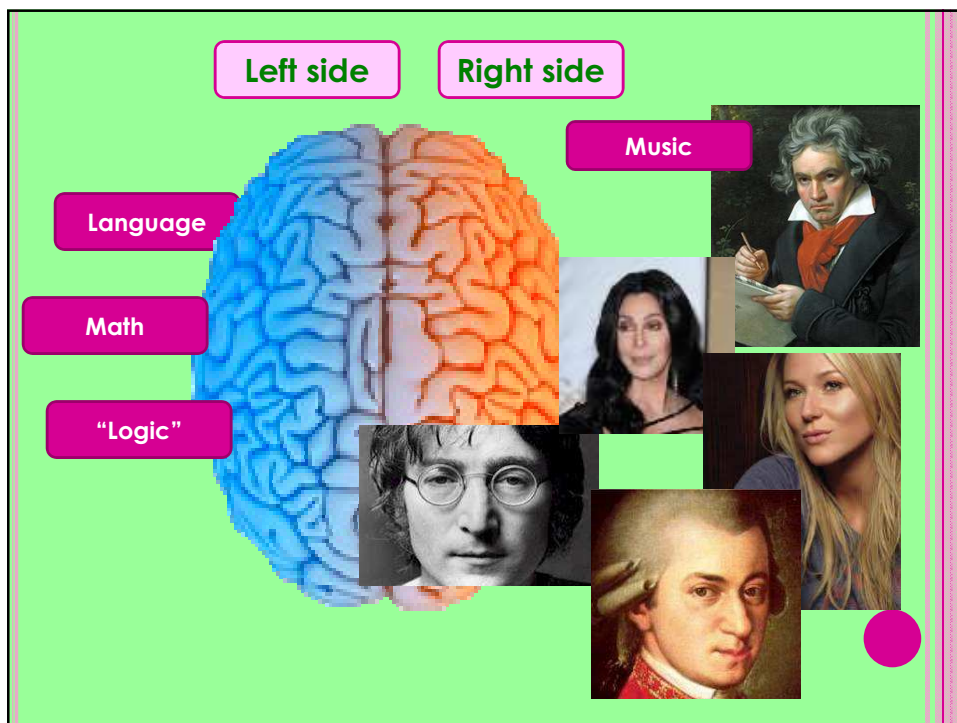 Left side
Right side
Music
Language
Math
“Logic”